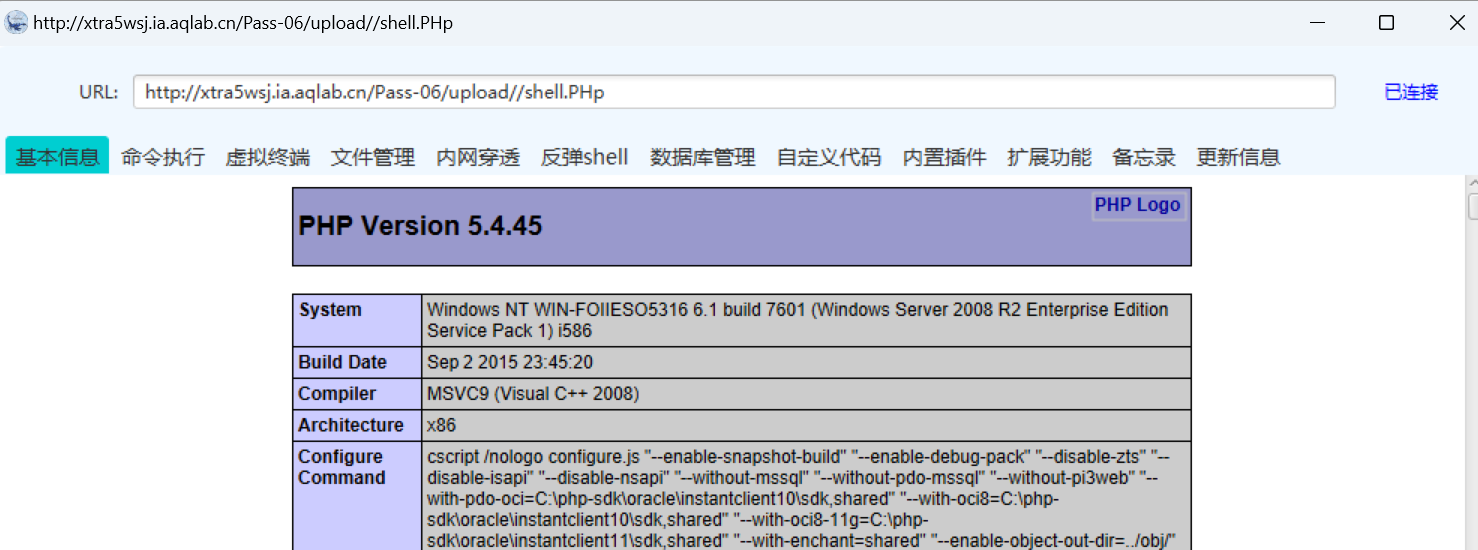 http://xtra5wsj.ia.aqlab.cn/Pass-06/upload//shell.PHp
URL: http://xtra5wsj.ia.aqlab.cn/Pass-06/upload//shell.PHp 已连接
基本信息 命令执行 虚拟终端 文件管理 内网穿透 反弹shell 数据库管理 自定义代码 内置插件 扩展功能 备忘录 更新信息
PHP Logo
PHP Version 5.4.45
System Windows NT WIN-FOIIESO5316 6.1 build 7601 (Windows Server 2008 R2 Enterprise Edition
Service Pack 1) i586
Build Date Sep 2 2015 23:45:20
Compiler MSVC9 (Visual C++ 2008)
Architecture x86
Configure cscript /nologo configure.js "--enable-snapshot-build" "--enable-debug-pack" "--disable-zts" "--
Command disable-isapi" "--disable-nsapi" "--without-mssql" "--without-pdo-mssql" "--without-pi3web" "--
with-pdo-oci=C:\php-sdk\oracle\instantclient10\sdk,shared" "--with-oci8=C:\php-
sdk\oracle\instantclient10\sdk,shared" "--with-oci8-11g=C:\php-
sdk\oracle\instantclient11\sdk,shared" "--with-enchant=shared" "--enable-object-out-dir=../obj/"